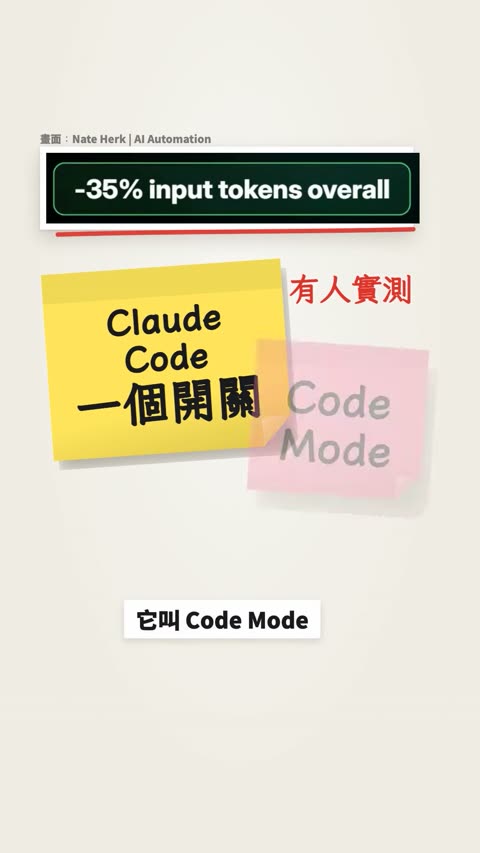 畫面：Nate Herk | AI Automation
-35% input tokens overall
有人實測
Claude
Code
一個開關
Code
Mode
它叫 Code Mode